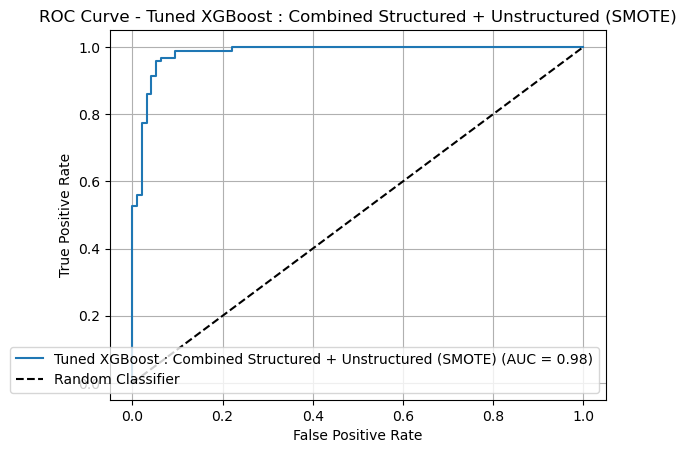 ROC Curve - Tuned XGBoost : Combined Structured + Unstructured (SMOTE)
1.0
0.8
0.6
0.4
0.2
0.0
True Positive Rate
Tuned XGBoost : Combined Structured + Unstructured (SMOTE) (AUC = 0.98)
Random Classifier
0.0 0.2 0.4 0.6 0.8 1.0
False Positive Rate